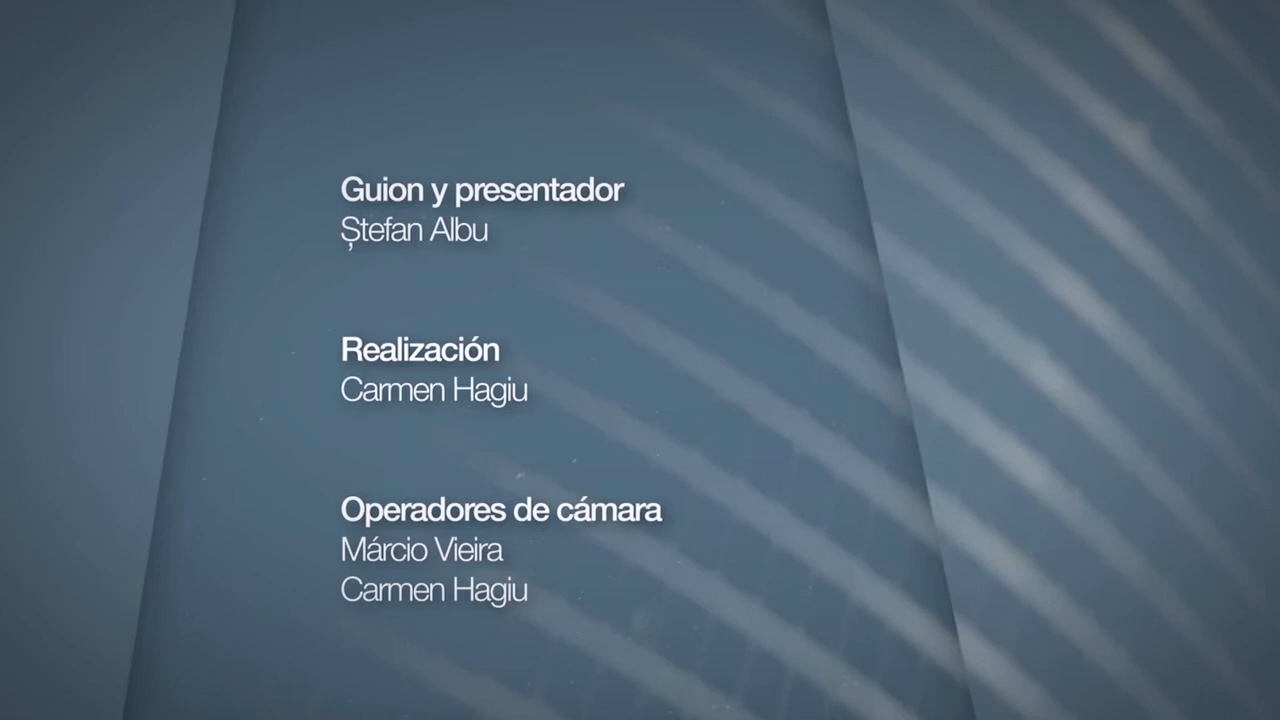 Guion y presentador
Ștefan Albu
Realización
Carmen Hagiu
Operadores de cámara
Márcio Vieira
Carmen Hagiu